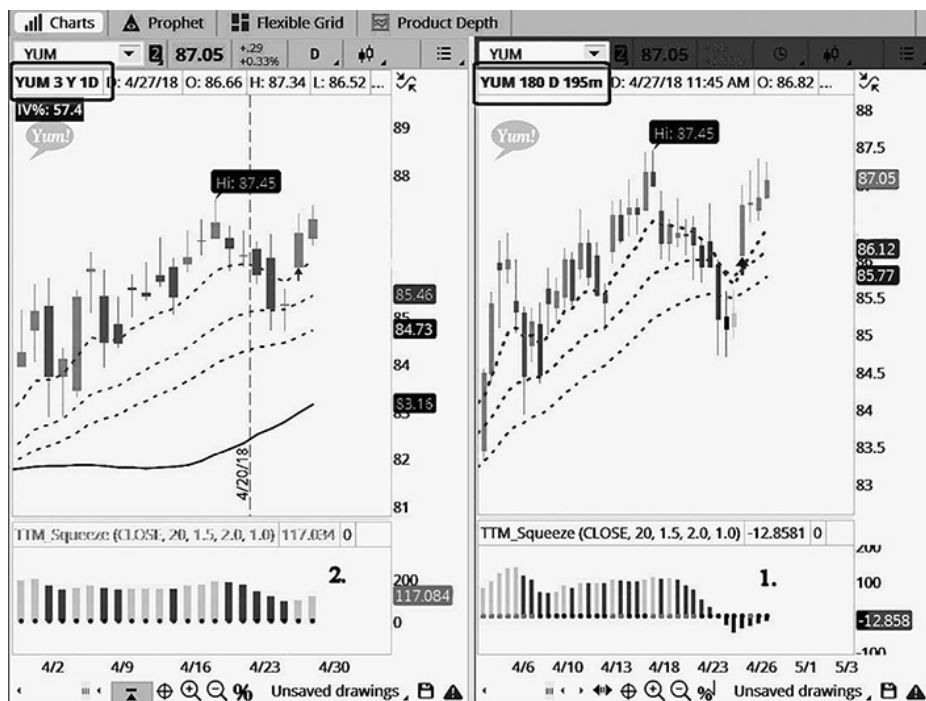 Charts Prophet Flexible Grid Product Depth
YUM 2 87.05 +.29 +0.33% D
YUM 3 Y 1D D: 4/27/18 O: 86.66 H: 87.34 L: 86.52 ...
IV%: 57.4
Yum!
Hi: 87.45
89
88
85.46
85
84.73
84
83.16
83
82
81
4/20/18
TTM_Squeeze (CLOSE, 20, 1.5, 2.0, 1.0) 117.034 0
2.
200
117.084
0
4/2 4/9 4/16 4/23 4/30
% Unsaved drawings
YUM 2 87.05
YUM 180 D 195m D: 4/27/18 11:45 AM O: 86.82 ...
Yum!
Hi: 87.45
88
87.5
87.05
86.12
86
85.77
85.5
85
84.5
84
83.5
83
TTM_Squeeze (CLOSE, 20, 1.5, 2.0, 1.0) -12.8581 0
1.
200
100
-12.858
-100
4/6 4/10 4/13 4/18 4/23 4/26 5/1 5/3
% Unsaved drawings